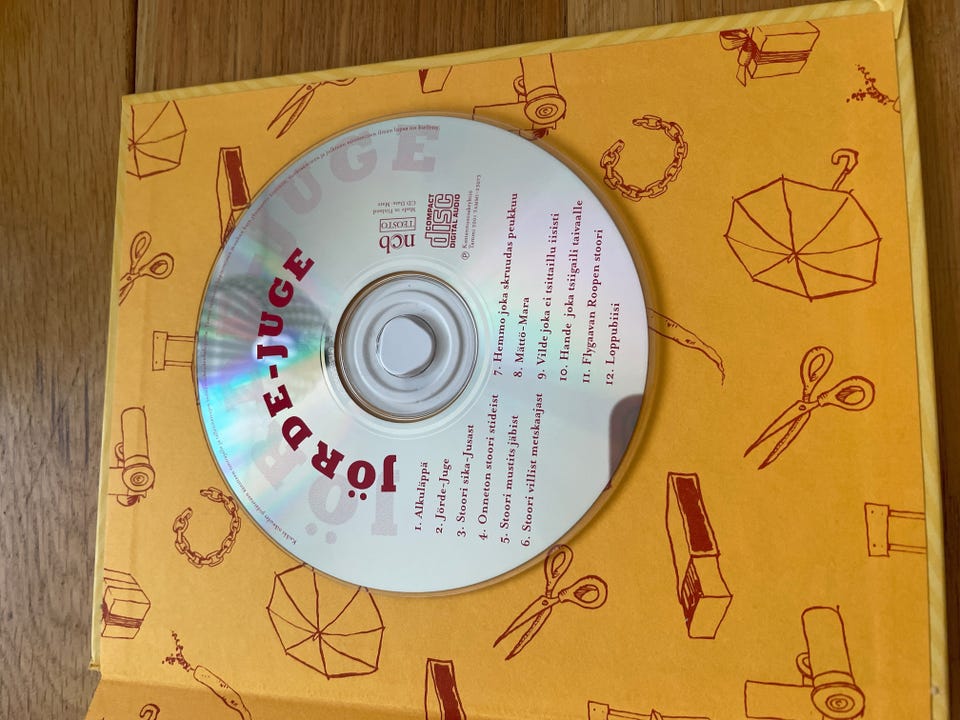 JÖRDE-JUGE
1. Alkuläppä
2. Jörde-Juge
3. Stoori sika-Jusast
4. Onneton stoori stideist
5. Stoori mustits jäbist
6. Stoori villist metskaajast
7. Hemmo joka skruudas peukkuu
8. Mättö-Mara
9. Vilde joka ei tsittaillu iisisti
10. Hande joka tsiigaili taivaalle
11. Flygaavan Roopen stoori
12. Loppubiisi
ncb
TEOSTO
Made in Finland
COMPACT
disc
DIGITAL AUDIO